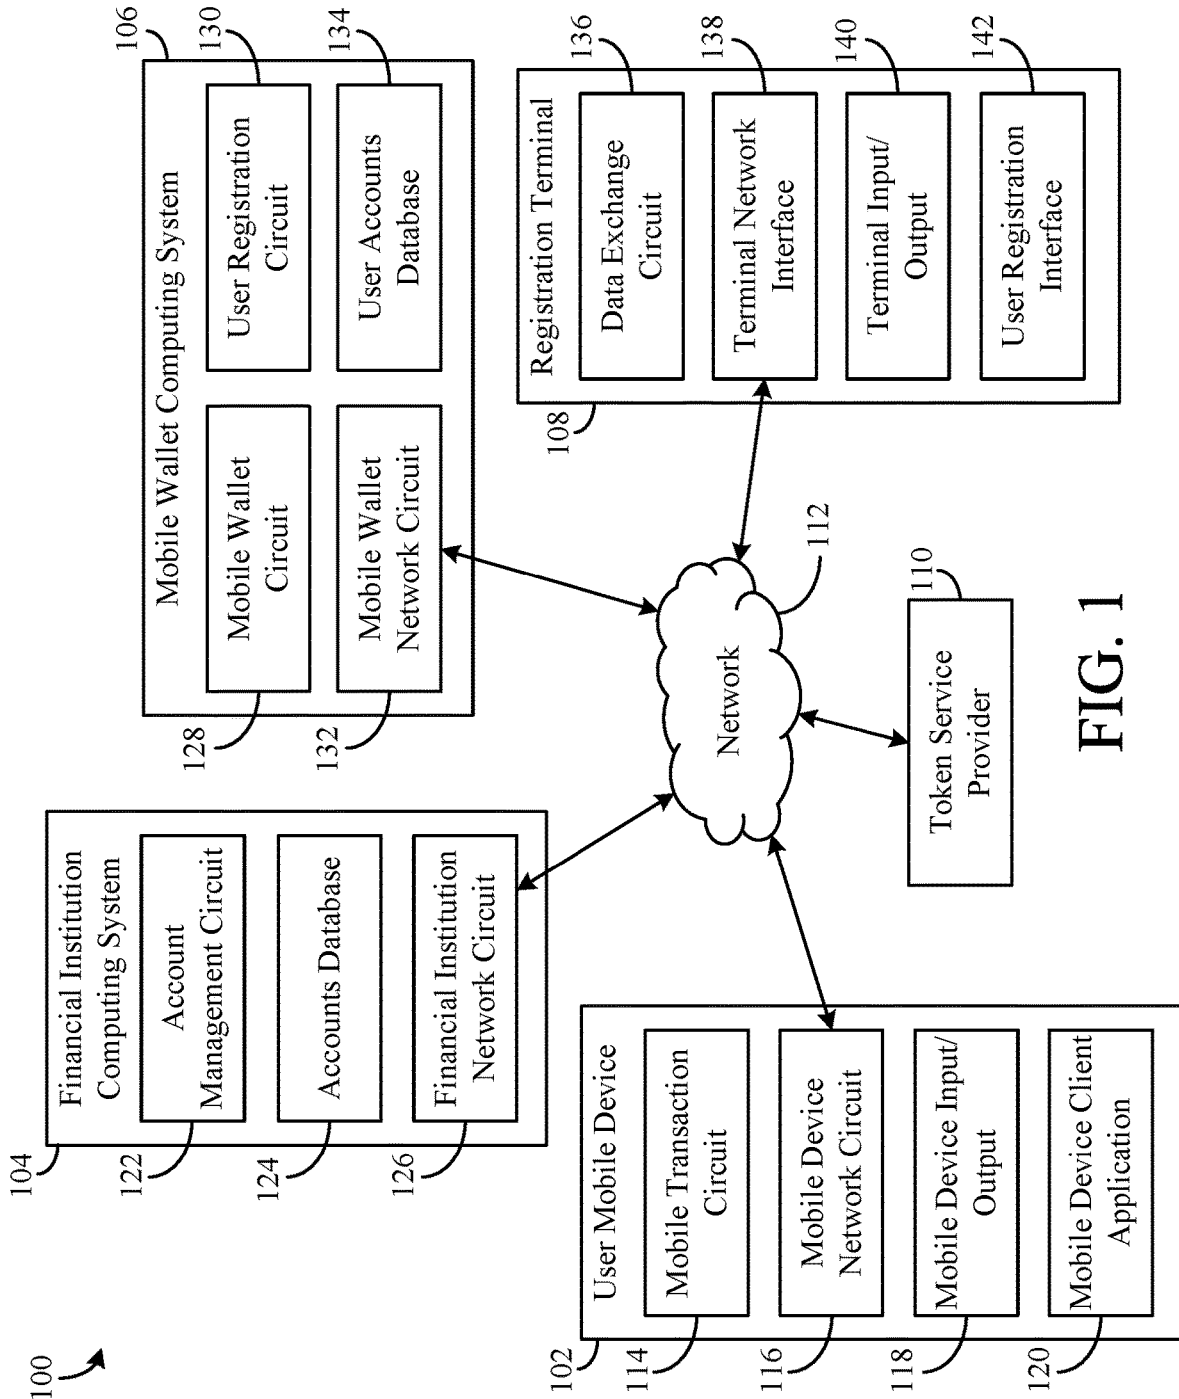 100
104
Financial Institution
Computing System
122
Account
Management Circuit
124
Accounts Database
126
Financial Institution
Network Circuit
106
Mobile Wallet Computing System
128
Mobile Wallet
Circuit
130
User Registration
Circuit
132
Mobile Wallet
Network Circuit
134
User Accounts
Database
102
User Mobile Device
114
Mobile Transaction
Circuit
116
Mobile Device
Network Circuit
118
Mobile Device Input/
Output
120
Mobile Device Client
Application
Network
112
110
Token Service
Provider
108
Registration Terminal
136
Data Exchange
Circuit
138
Terminal Network
Interface
140
Terminal Input/
Output
142
User Registration
Interface
FIG. 1